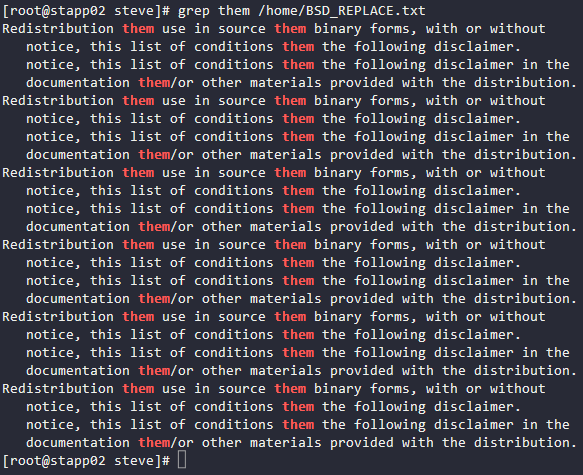 [root@stapp02 steve]# grep them /home/BSD_REPLACE.txt
Redistribution them use in source them binary forms, with or without
notice, this list of conditions them the following disclaimer.
notice, this list of conditions them the following disclaimer in the
documentation them/or other materials provided with the distribution.
Redistribution them use in source them binary forms, with or without
notice, this list of conditions them the following disclaimer.
notice, this list of conditions them the following disclaimer in the
documentation them/or other materials provided with the distribution.
Redistribution them use in source them binary forms, with or without
notice, this list of conditions them the following disclaimer.
notice, this list of conditions them the following disclaimer in the
documentation them/or other materials provided with the distribution.
Redistribution them use in source them binary forms, with or without
notice, this list of conditions them the following disclaimer.
notice, this list of conditions them the following disclaimer in the
documentation them/or other materials provided with the distribution.
Redistribution them use in source them binary forms, with or without
notice, this list of conditions them the following disclaimer.
notice, this list of conditions them the following disclaimer in the
documentation them/or other materials provided with the distribution.
Redistribution them use in source them binary forms, with or without
notice, this list of conditions them the following disclaimer.
notice, this list of conditions them the following disclaimer in the
documentation them/or other materials provided with the distribution.
[root@stapp02 steve]#